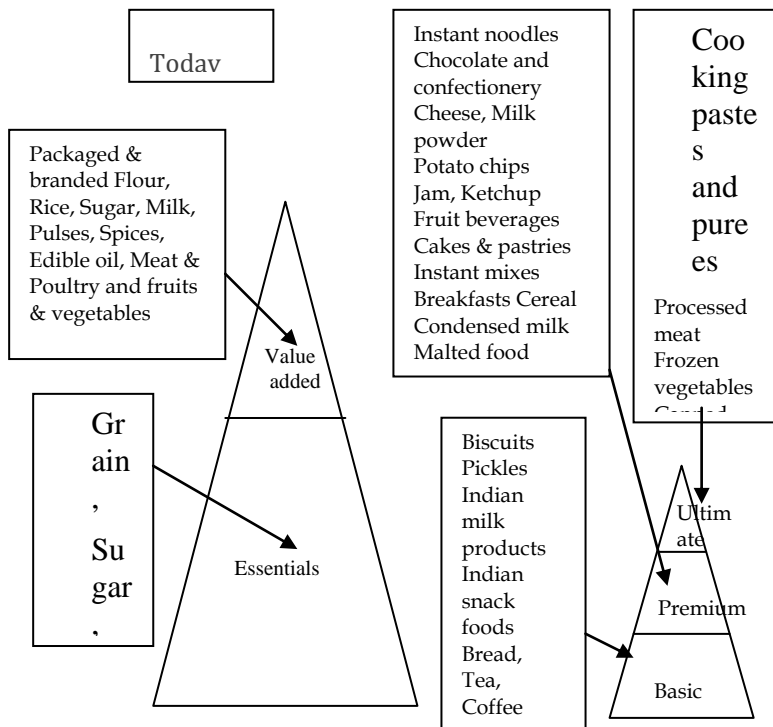 Today
Packaged &
branded Flour,
Rice, Sugar, Milk,
Pulses, Spices,
Edible oil, Meat &
Poultry and fruits
& vegetables
Value
added
Gr
ain
,
Su
gar
,
Essentials
Instant noodles
Chocolate and
confectionery
Cheese, Milk
powder
Potato chips
Jam, Ketchup
Fruit beverages
Cakes & pastries
Instant mixes
Breakfasts Cereal
Condensed milk
Malted food
Coo
king
paste
s
and
pure
es
Processed
meat
Frozen
vegetables
Biscuits
Pickles
Indian
milk
products
Indian
snack
foods
Bread,
Tea,
Coffee
Ultim
ate
Premium
Basic